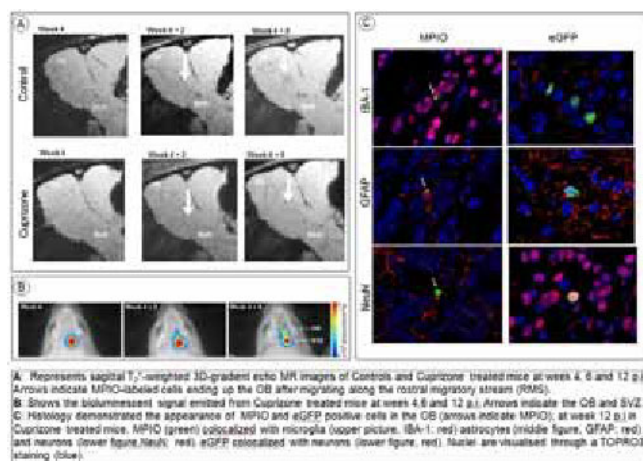 A
Week 4
Week 4 + 2
Week 4 + 8
Control
Cuprizone
Week 4
B
C
MPIO
eGFP
IBA-1
GFAP
NeuN
A Represents sagittal T2*-weighted 3D-gradient echo MR images of Controls and Cuprizone treated mice at week 4, 6 and 12 p.i.
Arrows indicate MPIO-labeled cells ending up the OB after migrating along the rostral migratory stream (RMS).
B Shows the bioluminescent signal emitted from Cuprizone treated mice at week 4,6 and 12 p.i. Arrows indicate the OB and SVZ
C: Histology demonstrated the appearance of MPIO and eGFP positive cells in the OB (arrows indicate MPIO); at week 12 p.i in
Cuprizone treated mice. MPIO (green) colocalized with microglia (upper picture, IBA-1: red) astrocytes (middle figure, GFAP: red)
and neurons (lower figure,NeuN: red). eGFP colocalized with neurons (lower figure, red). Nuclei are visualised through a TOPRO3
staining (blue).